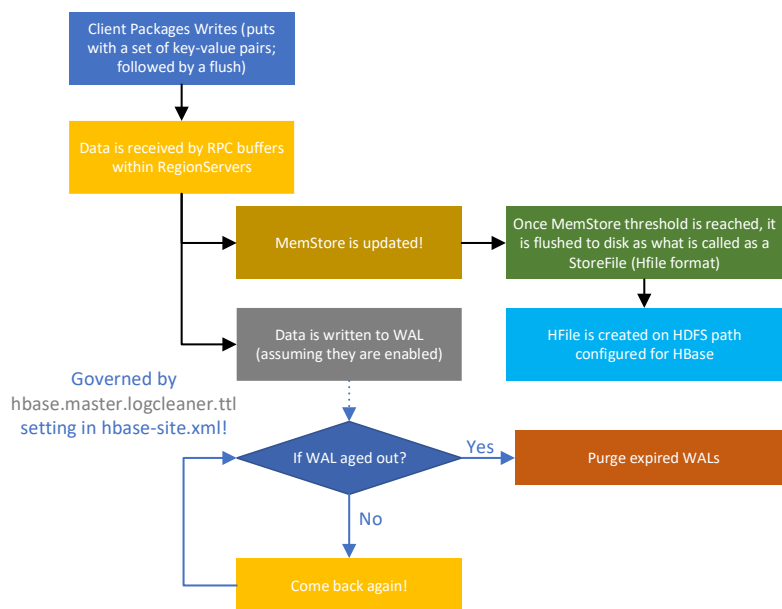 Client Packages Writes (puts
with a set of key-value pairs;
followed by a flush)
Data is received by RPC buffers
within RegionServers
MemStore is updated!
Once MemStore threshold is reached, it
is flushed to disk as what is called as a
StoreFile (Hfile format)
Data is written to WAL
(assuming they are enabled)
HFile is created on HDFS path
configured for HBase
Governed by
hbase.master.logcleaner.ttl
setting in hbase-site.xml!
If WAL aged out?
Yes
Purge expired WALs
No
Come back again!